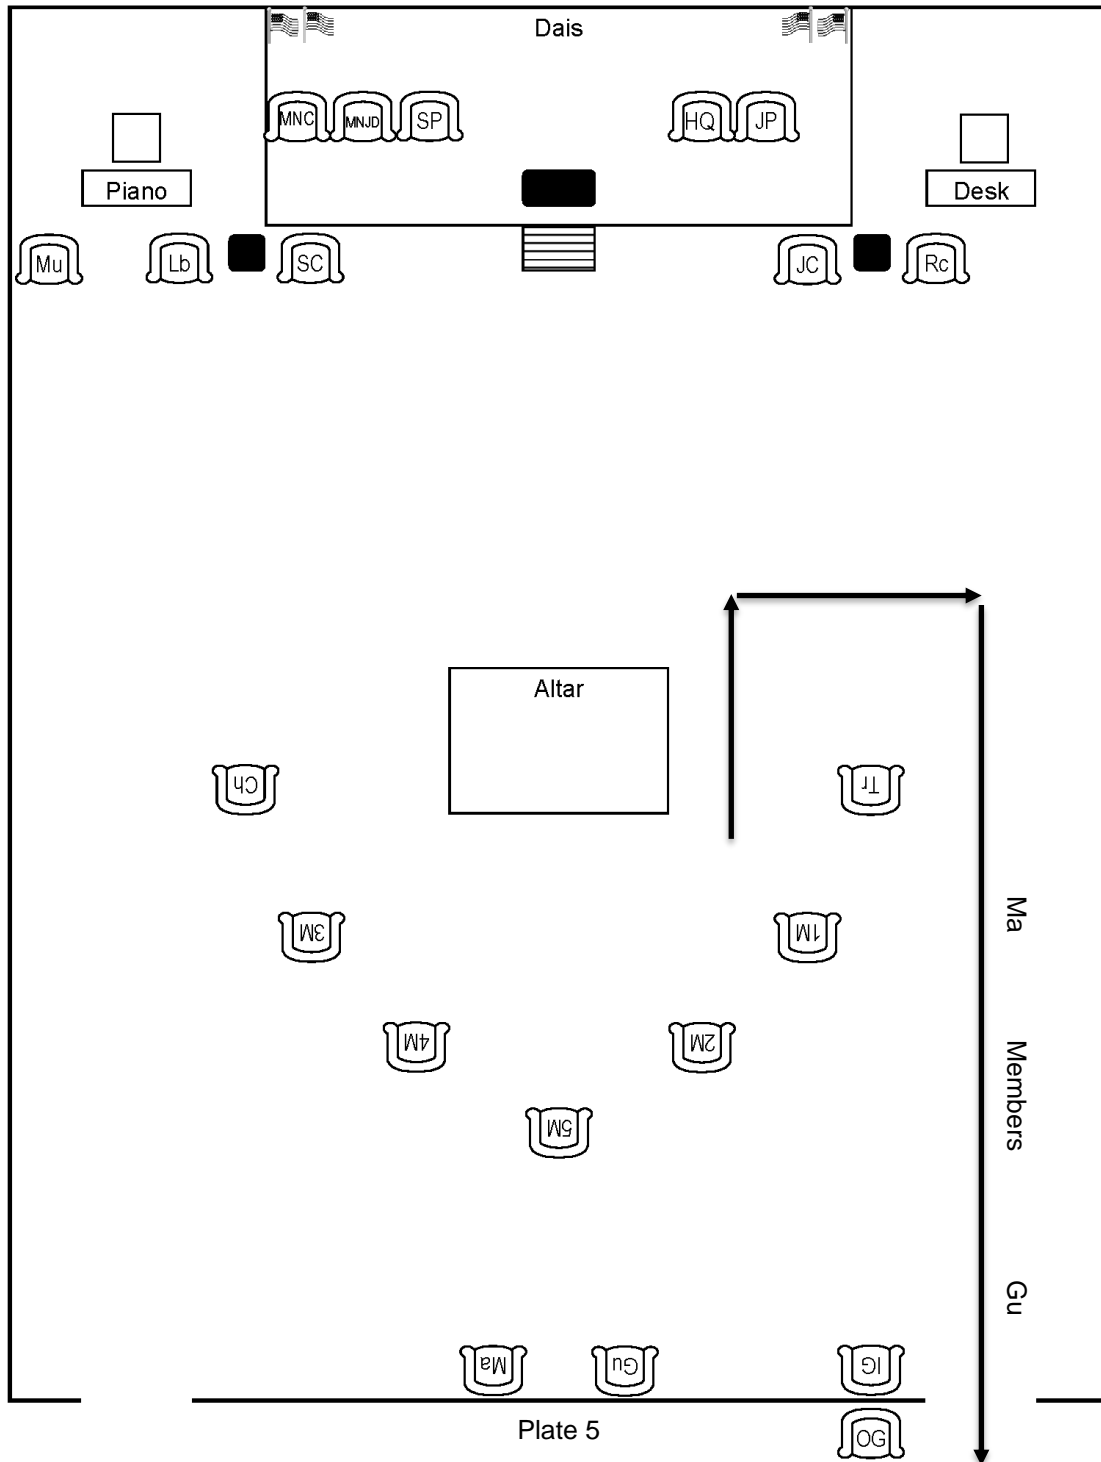 Dais
MNC MNJD SP HQ JP
Piano
Desk
Mu Lb SC JC Rc
Altar
Ch
Tr
Ma
3M
1M
4M
2M
Members
5M
Gu
Ma
Gu
IG
Plate 5
OG